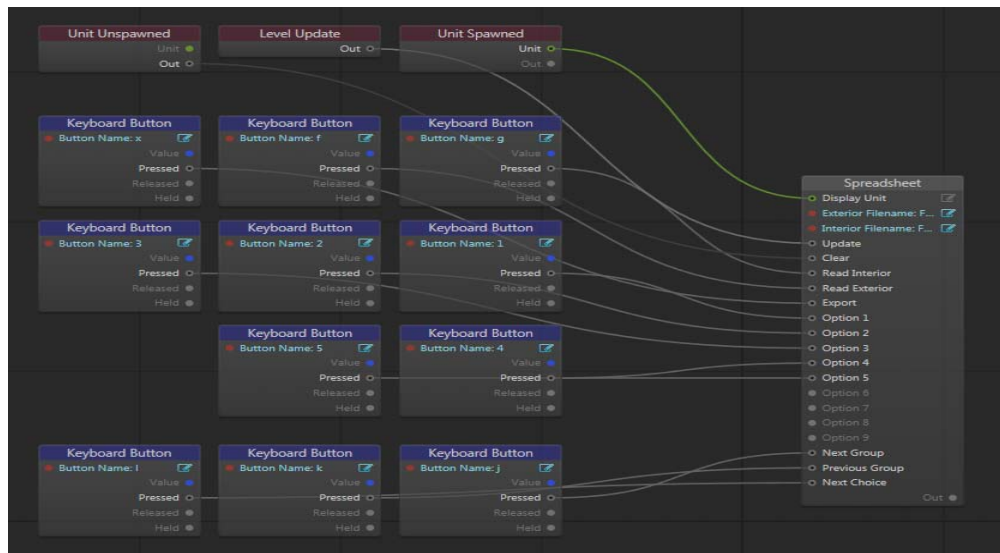 Unit Unspawned
Unit
Out
Level Update
Out
Unit Spawned
Unit
Out
Keyboard Button
Button Name: x
Value
Pressed
Released
Held
Keyboard Button
Button Name: f
Value
Pressed
Released
Held
Keyboard Button
Button Name: g
Value
Pressed
Released
Held
Keyboard Button
Button Name: 3
Value
Pressed
Released
Held
Keyboard Button
Button Name: 2
Value
Pressed
Released
Held
Keyboard Button
Button Name: 1
Value
Pressed
Released
Held
Keyboard Button
Button Name: 5
Value
Pressed
Released
Held
Keyboard Button
Button Name: 4
Value
Pressed
Released
Held
Keyboard Button
Button Name: l
Value
Pressed
Released
Held
Keyboard Button
Button Name: k
Value
Pressed
Released
Held
Keyboard Button
Button Name: j
Value
Pressed
Released
Held
Spreadsheet
Display Unit
Exterior Filename: F...
Interior Filename: F...
Update
Clear
Read Interior
Read Exterior
Export
Option 1
Option 2
Option 3
Option 4
Option 5
Option 6
Option 7
Option 8
Option 9
Next Group
Previous Group
Next Choice
Out